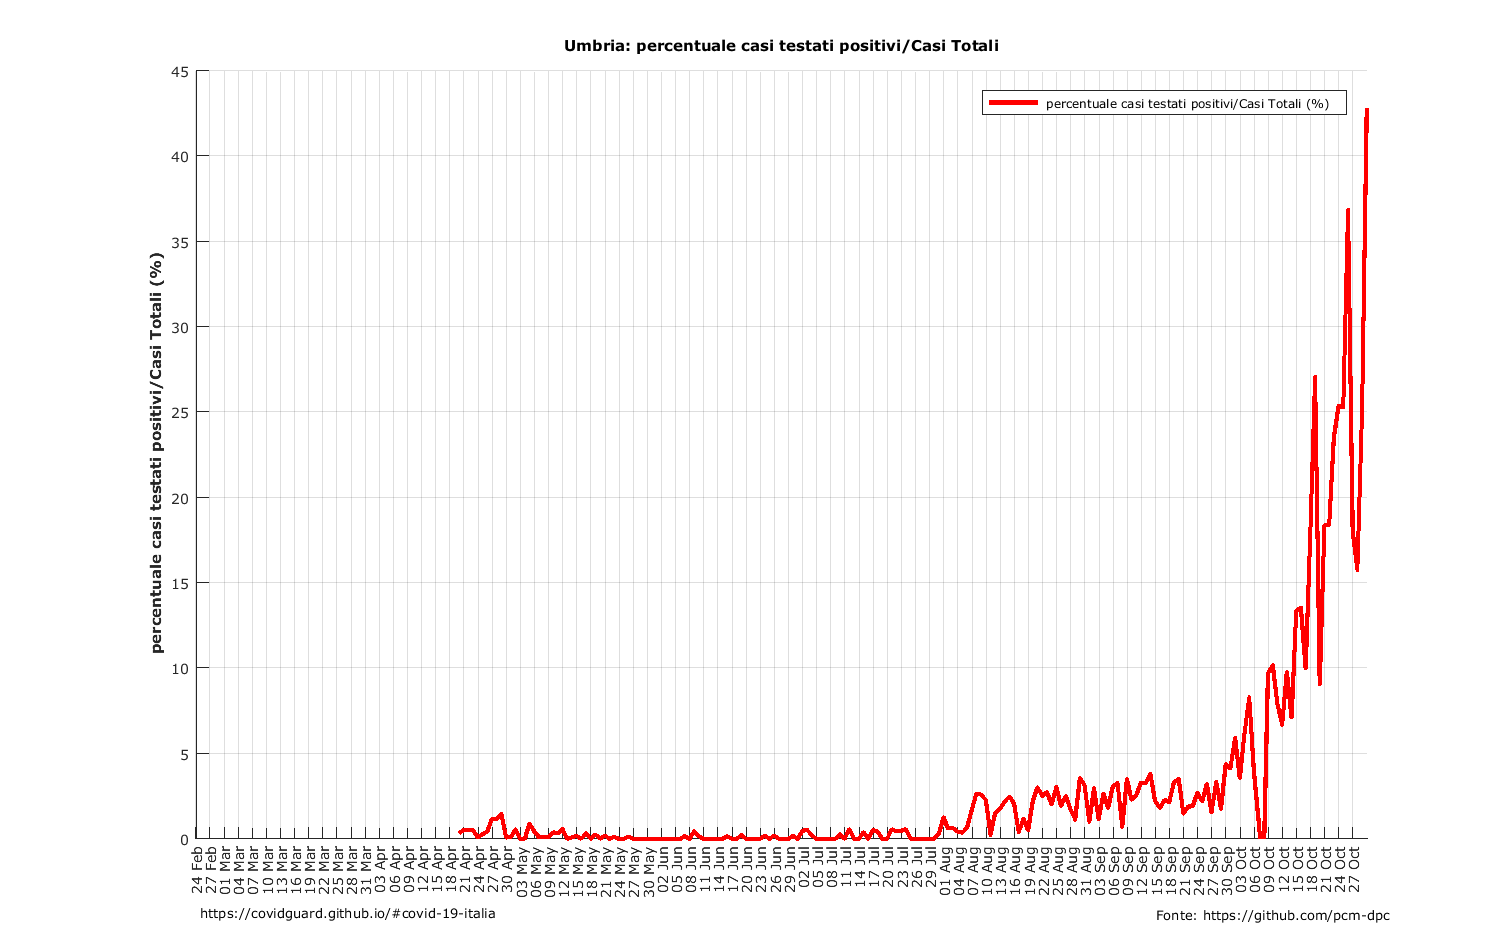 Umbria: percentuale casi testati positivi/Casi Totali
percentuale casi testati positivi/Casi Totali (%)
percentuale casi testati positivi/Casi Totali (%)
45
40
35
30
25
20
15
10
5
0
24 Feb
27 Feb
01 Mar
04 Mar
07 Mar
10 Mar
13 Mar
16 Mar
19 Mar
22 Mar
25 Mar
28 Mar
31 Mar
03 Apr
06 Apr
09 Apr
12 Apr
15 Apr
18 Apr
21 Apr
24 Apr
27 Apr
30 Apr
03 May
06 May
09 May
12 May
15 May
18 May
21 May
24 May
27 May
30 May
02 Jun
05 Jun
08 Jun
11 Jun
14 Jun
17 Jun
20 Jun
23 Jun
26 Jun
29 Jun
02 Jul
05 Jul
08 Jul
11 Jul
14 Jul
17 Jul
20 Jul
23 Jul
26 Jul
29 Jul
01 Aug
04 Aug
07 Aug
10 Aug
13 Aug
16 Aug
19 Aug
22 Aug
25 Aug
28 Aug
31 Aug
03 Sep
06 Sep
09 Sep
12 Sep
15 Sep
18 Sep
21 Sep
24 Sep
27 Sep
30 Sep
03 Oct
06 Oct
09 Oct
12 Oct
15 Oct
18 Oct
21 Oct
24 Oct
27 Oct
https://covidguard.github.io/#covid-19-italia
Fonte: https://github.com/pcm-dpc